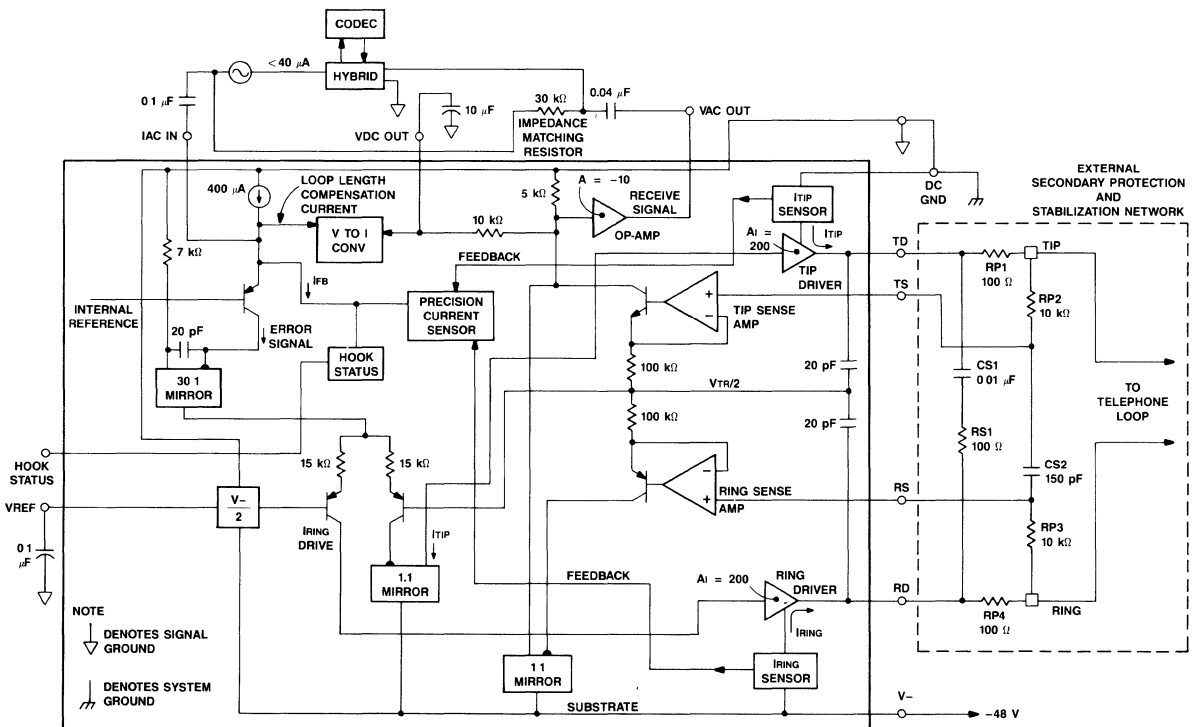 CODEC
<40 μA
HYBRID
0 1 μF
30 kΩ
0.04 μF
VAC OUT
IAC IN
VDC OUT
10 μF
IMPEDANCE
MATCHING
RESISTOR
400 μA
LOOP LENGTH
COMPENSATION
CURRENT
5 kΩ
A = -10
RECEIVE
SIGNAL
OP-AMP
ITIP
SENSOR
DC
GND
EXTERNAL
SECONDARY PROTECTION
AND
STABILIZATION NETWORK
7 kΩ
V TO I
CONV
10 kΩ
FEEDBACK
AI =
200
ITIP
TIP
DRIVER
TD
RP1
100 Ω
TIP
INTERNAL
REFERENCE
IFB
PRECISION
CURRENT
SENSOR
TIP SENSE
AMP
TS
RP2
10 kΩ
20 pF
ERROR
SIGNAL
HOOK
STATUS
30 1
MIRROR
100 kΩ
VTR/2
100 kΩ
20 pF
20 pF
CS1
0 01 μF
TO
TELEPHONE
LOOP
RS1
100 Ω
HOOK
STATUS
15 kΩ
15 kΩ
CS2
150 pF
VREF
V-
2
RING SENSE
AMP
RS
0 1
μF
IRING
DRIVE
ITIP
RP3
10 kΩ
1.1
MIRROR
FEEDBACK
AI = 200
RING
DRIVER
RD
RP4
100 Ω
RING
IRING
NOTE
DENOTES SIGNAL
GROUND
DENOTES SYSTEM
GROUND
1 1
MIRROR
IRING
SENSOR
SUBSTRATE
V-
-48 V